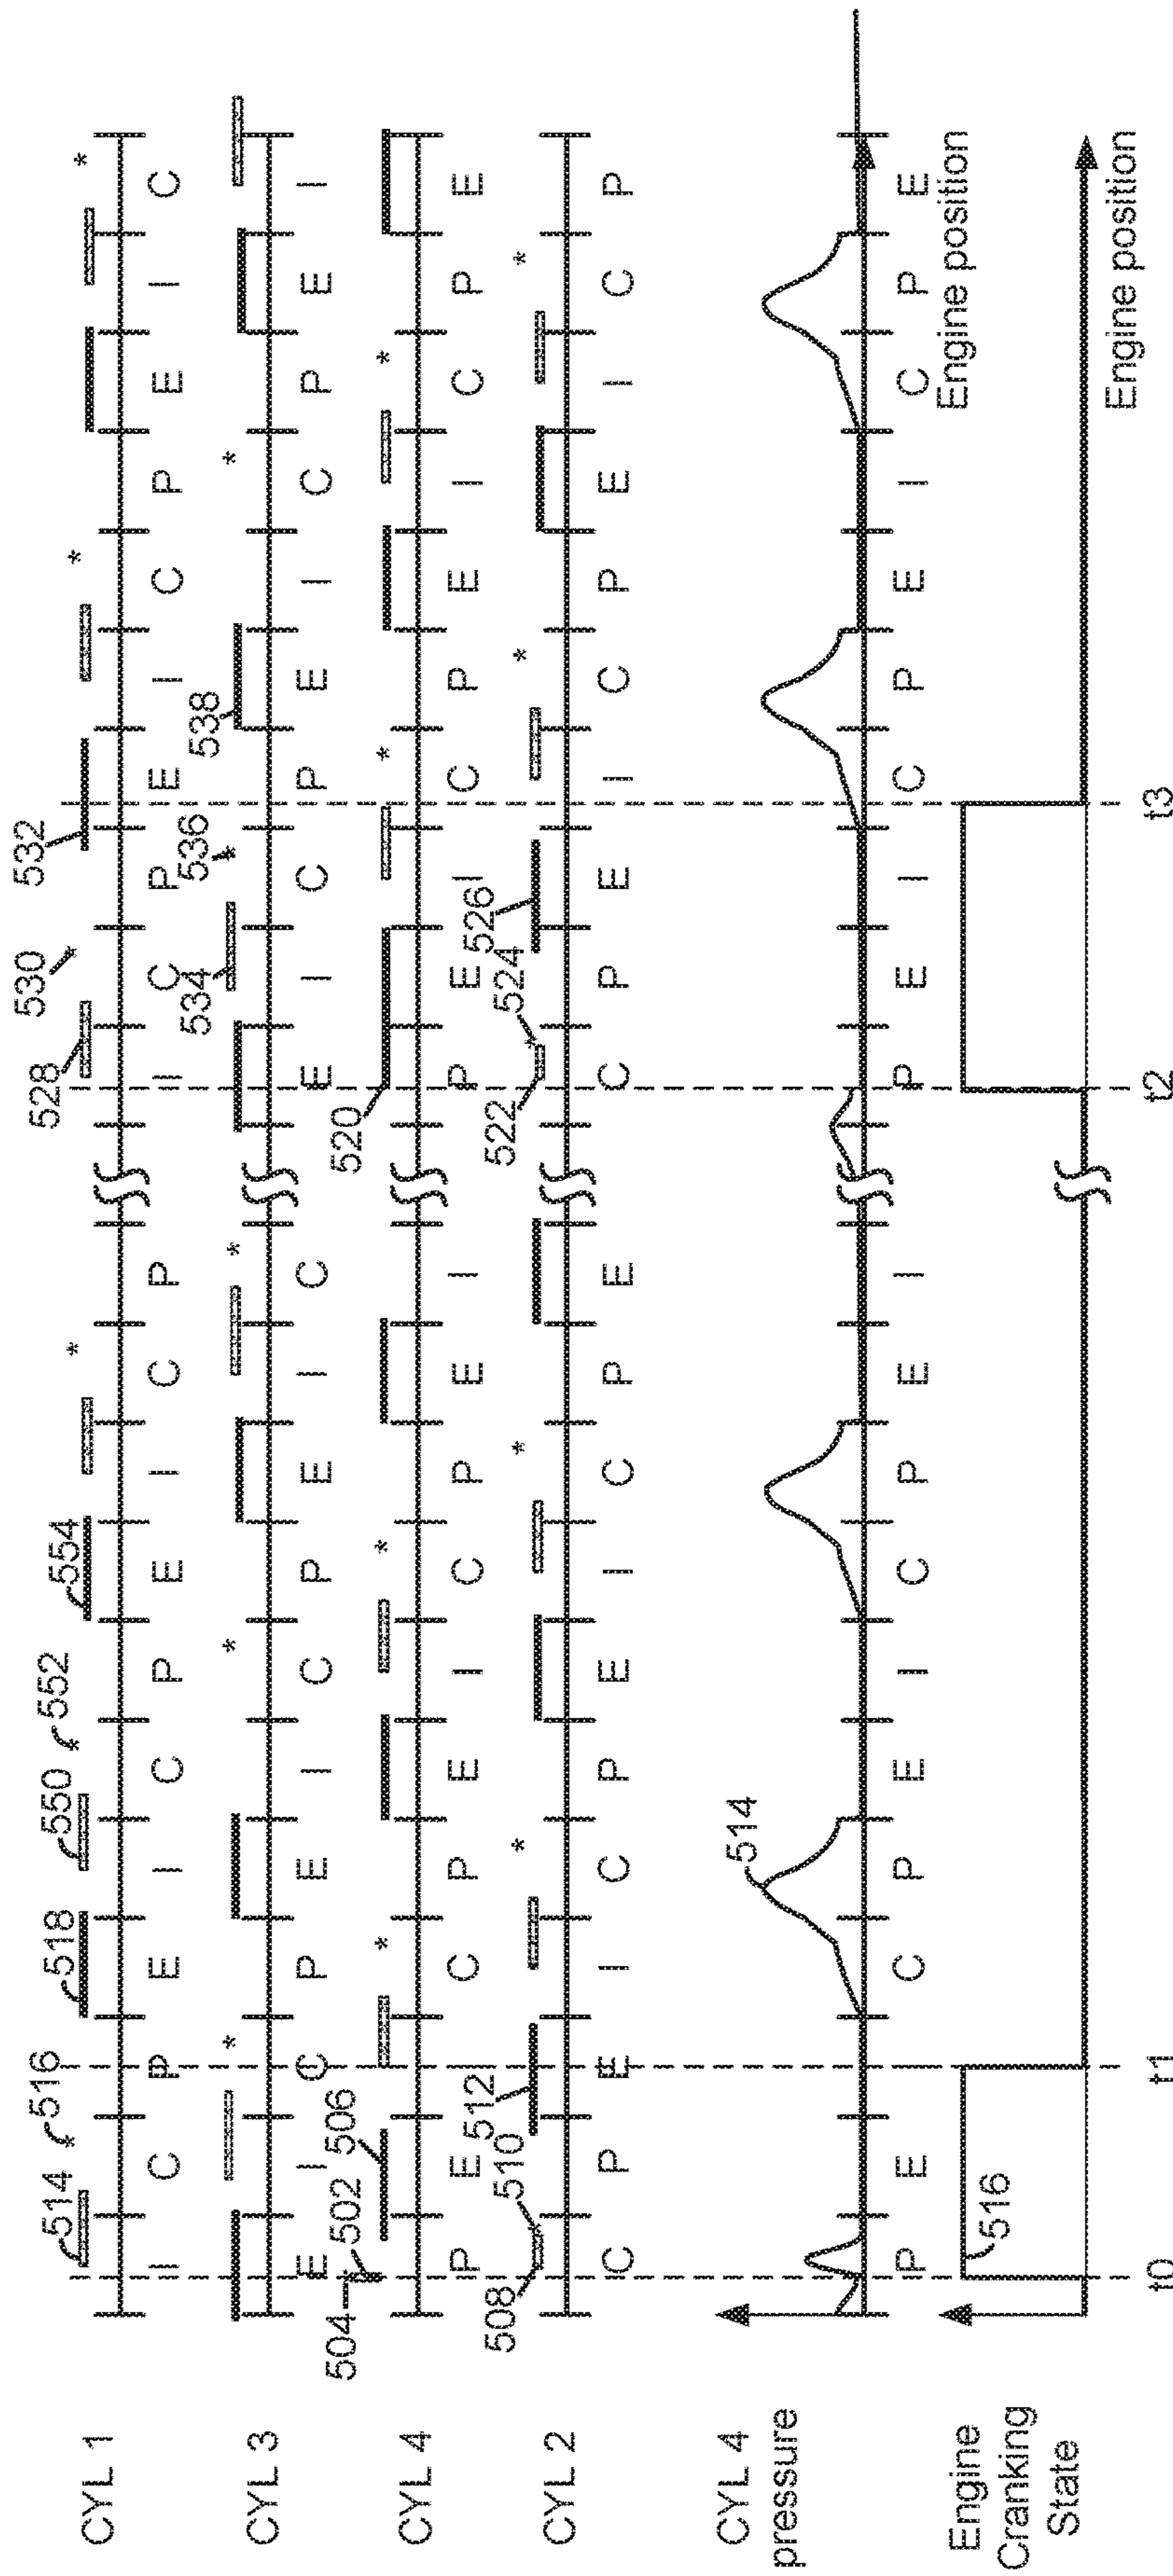 514 516 518 550 552 554 528 530 532
CYL 1
I C P E I C P E I C P I C P E I C P E I C
534 536 538
CYL 3
E I C P E I C P E I C E I C P E I C P E I
504 502 506 520
CYL 4
P E C P E I C P E I P E I C P E I C P E
508 510 512 522 524 526
CYL 2
C P E I C P E I C P E C P E I C P E I C P
514
CYL 4
pressure
P E C P E I C P E I P E I C P E I C P E
Engine position
516
Engine
Cranking
State
Engine position
t0 t1 t2 t3